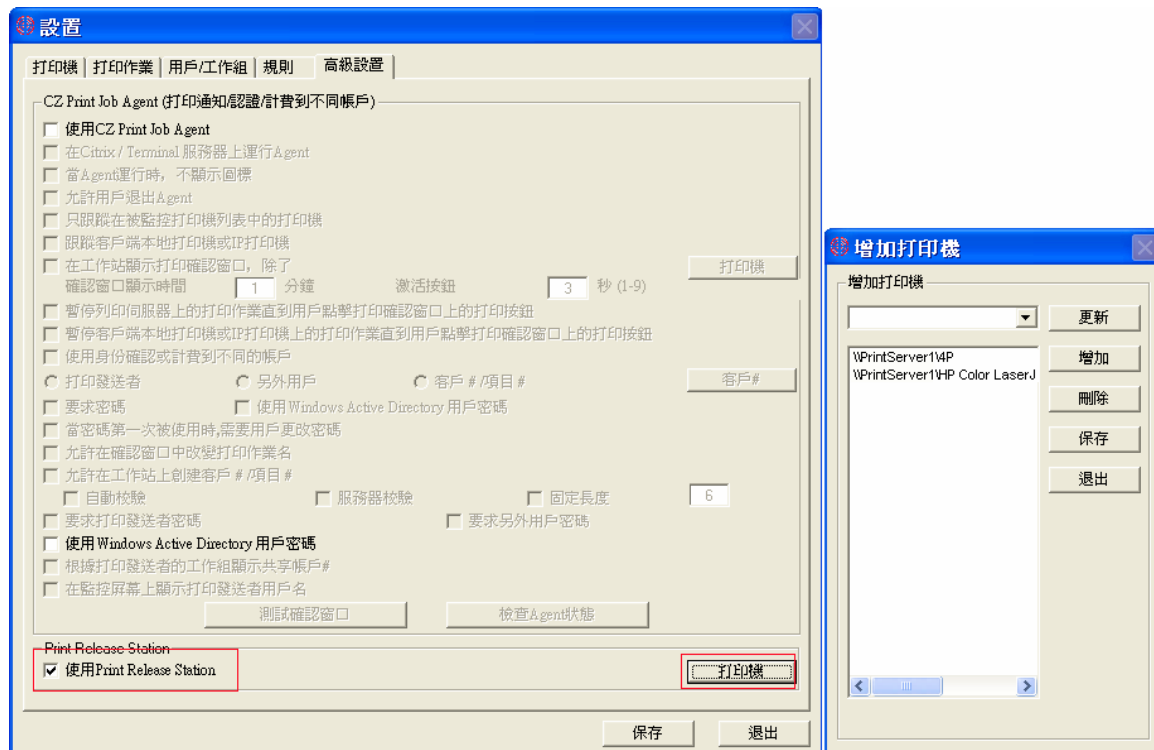 設置
打印機 打印作業 用戶/工作組 規則 高級設置
CZ Print Job Agent (打印通知/認證/計費到不同帳戶)
使用CZ Print Job Agent
在Citrix / Terminal 服務器上運行Agent
當Agent運行時，不顯示圖標
允許用戶退出Agent
只跟蹤在被監控打印機列表中的打印機
跟蹤客戶端本地打印機或IP打印機
在工作站顯示打印確認窗口，除了 打印機
確認窗口顯示時間 1 分鐘 激活按鈕 3 秒 (1-9)
暫停列印伺服器上的打印作業直到用戶點擊打印確認窗口上的打印按鈕
暫停客戶端本地打印機或IP打印機上的打印作業直到用戶點擊打印確認窗口上的打印按鈕
使用身份確認或計費到不同的帳戶
打印發送者 另外用戶 客戶 # /項目 # 客戶#
要求密碼 使用 Windows Active Directory 用戶密碼
當密碼第一次被使用時,需要用戶更改密碼
允許在確認窗口中改變打印作業名
允許在工作站上創建客戶 # /項目 #
自動校驗 服務器校驗 固定長度 6
要求打印發送者密碼 要求另外用戶密碼
使用 Windows Active Directory 用戶密碼
根據打印發送者的工作組顯示共享帳戶#
在監控屏幕上顯示打印發送者用戶名
測試確認窗口 檢查Agent狀態
Print Release Station
使用Print Release Station 打印機
保存 退出
增加打印機
增加打印機
更新
\\PrintServer1\4P
\\PrintServer1\HP Color LaserJ
增加
刪除
保存
退出